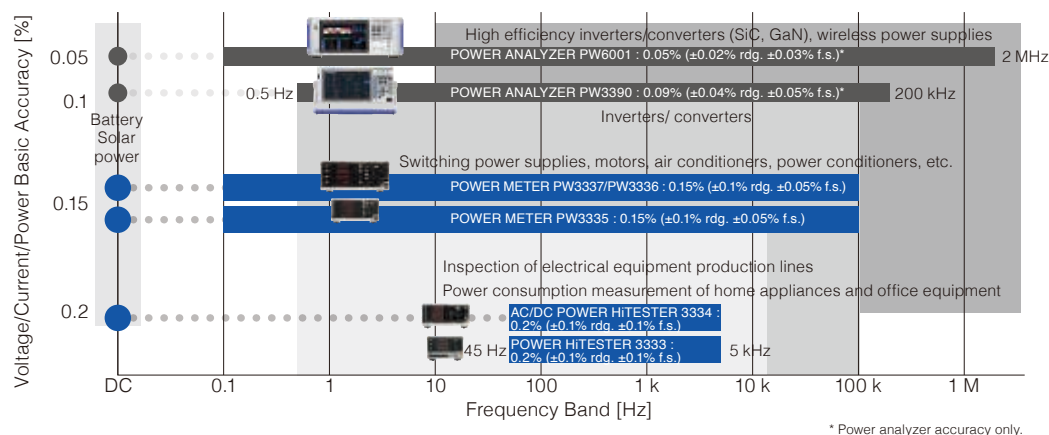 Voltage/Current/Power Basic Accuracy [%]
High efficiency inverters/converters (SiC, GaN), wireless power supplies
0.05
POWER ANALYZER PW6001 : 0.05% (±0.02% rdg. ±0.03% f.s.)*
2 MHz
0.1
0.5 Hz
POWER ANALYZER PW3390 : 0.09% (±0.04% rdg. ±0.05% f.s.)*
200 kHz
Battery
Solar
power
Inverters/ converters
Switching power supplies, motors, air conditioners, power conditioners, etc.
POWER METER PW3337/PW3336 : 0.15% (±0.1% rdg. ±0.05% f.s.)
0.15
POWER METER PW3335 : 0.15% (±0.1% rdg. ±0.05% f.s.)
Inspection of electrical equipment production lines
Power consumption measurement of home appliances and office equipment
0.2
AC/DC POWER HiTESTER 3334 :
0.2% (±0.1% rdg. ±0.1% f.s.)
45 Hz
POWER HiTESTER 3333 :
0.2% (±0.1% rdg. ±0.1% f.s.)
5 kHz
DC
0.1
1
10
100
1 k
10 k
100 k
1 M
Frequency Band [Hz]
* Power analyzer accuracy only.